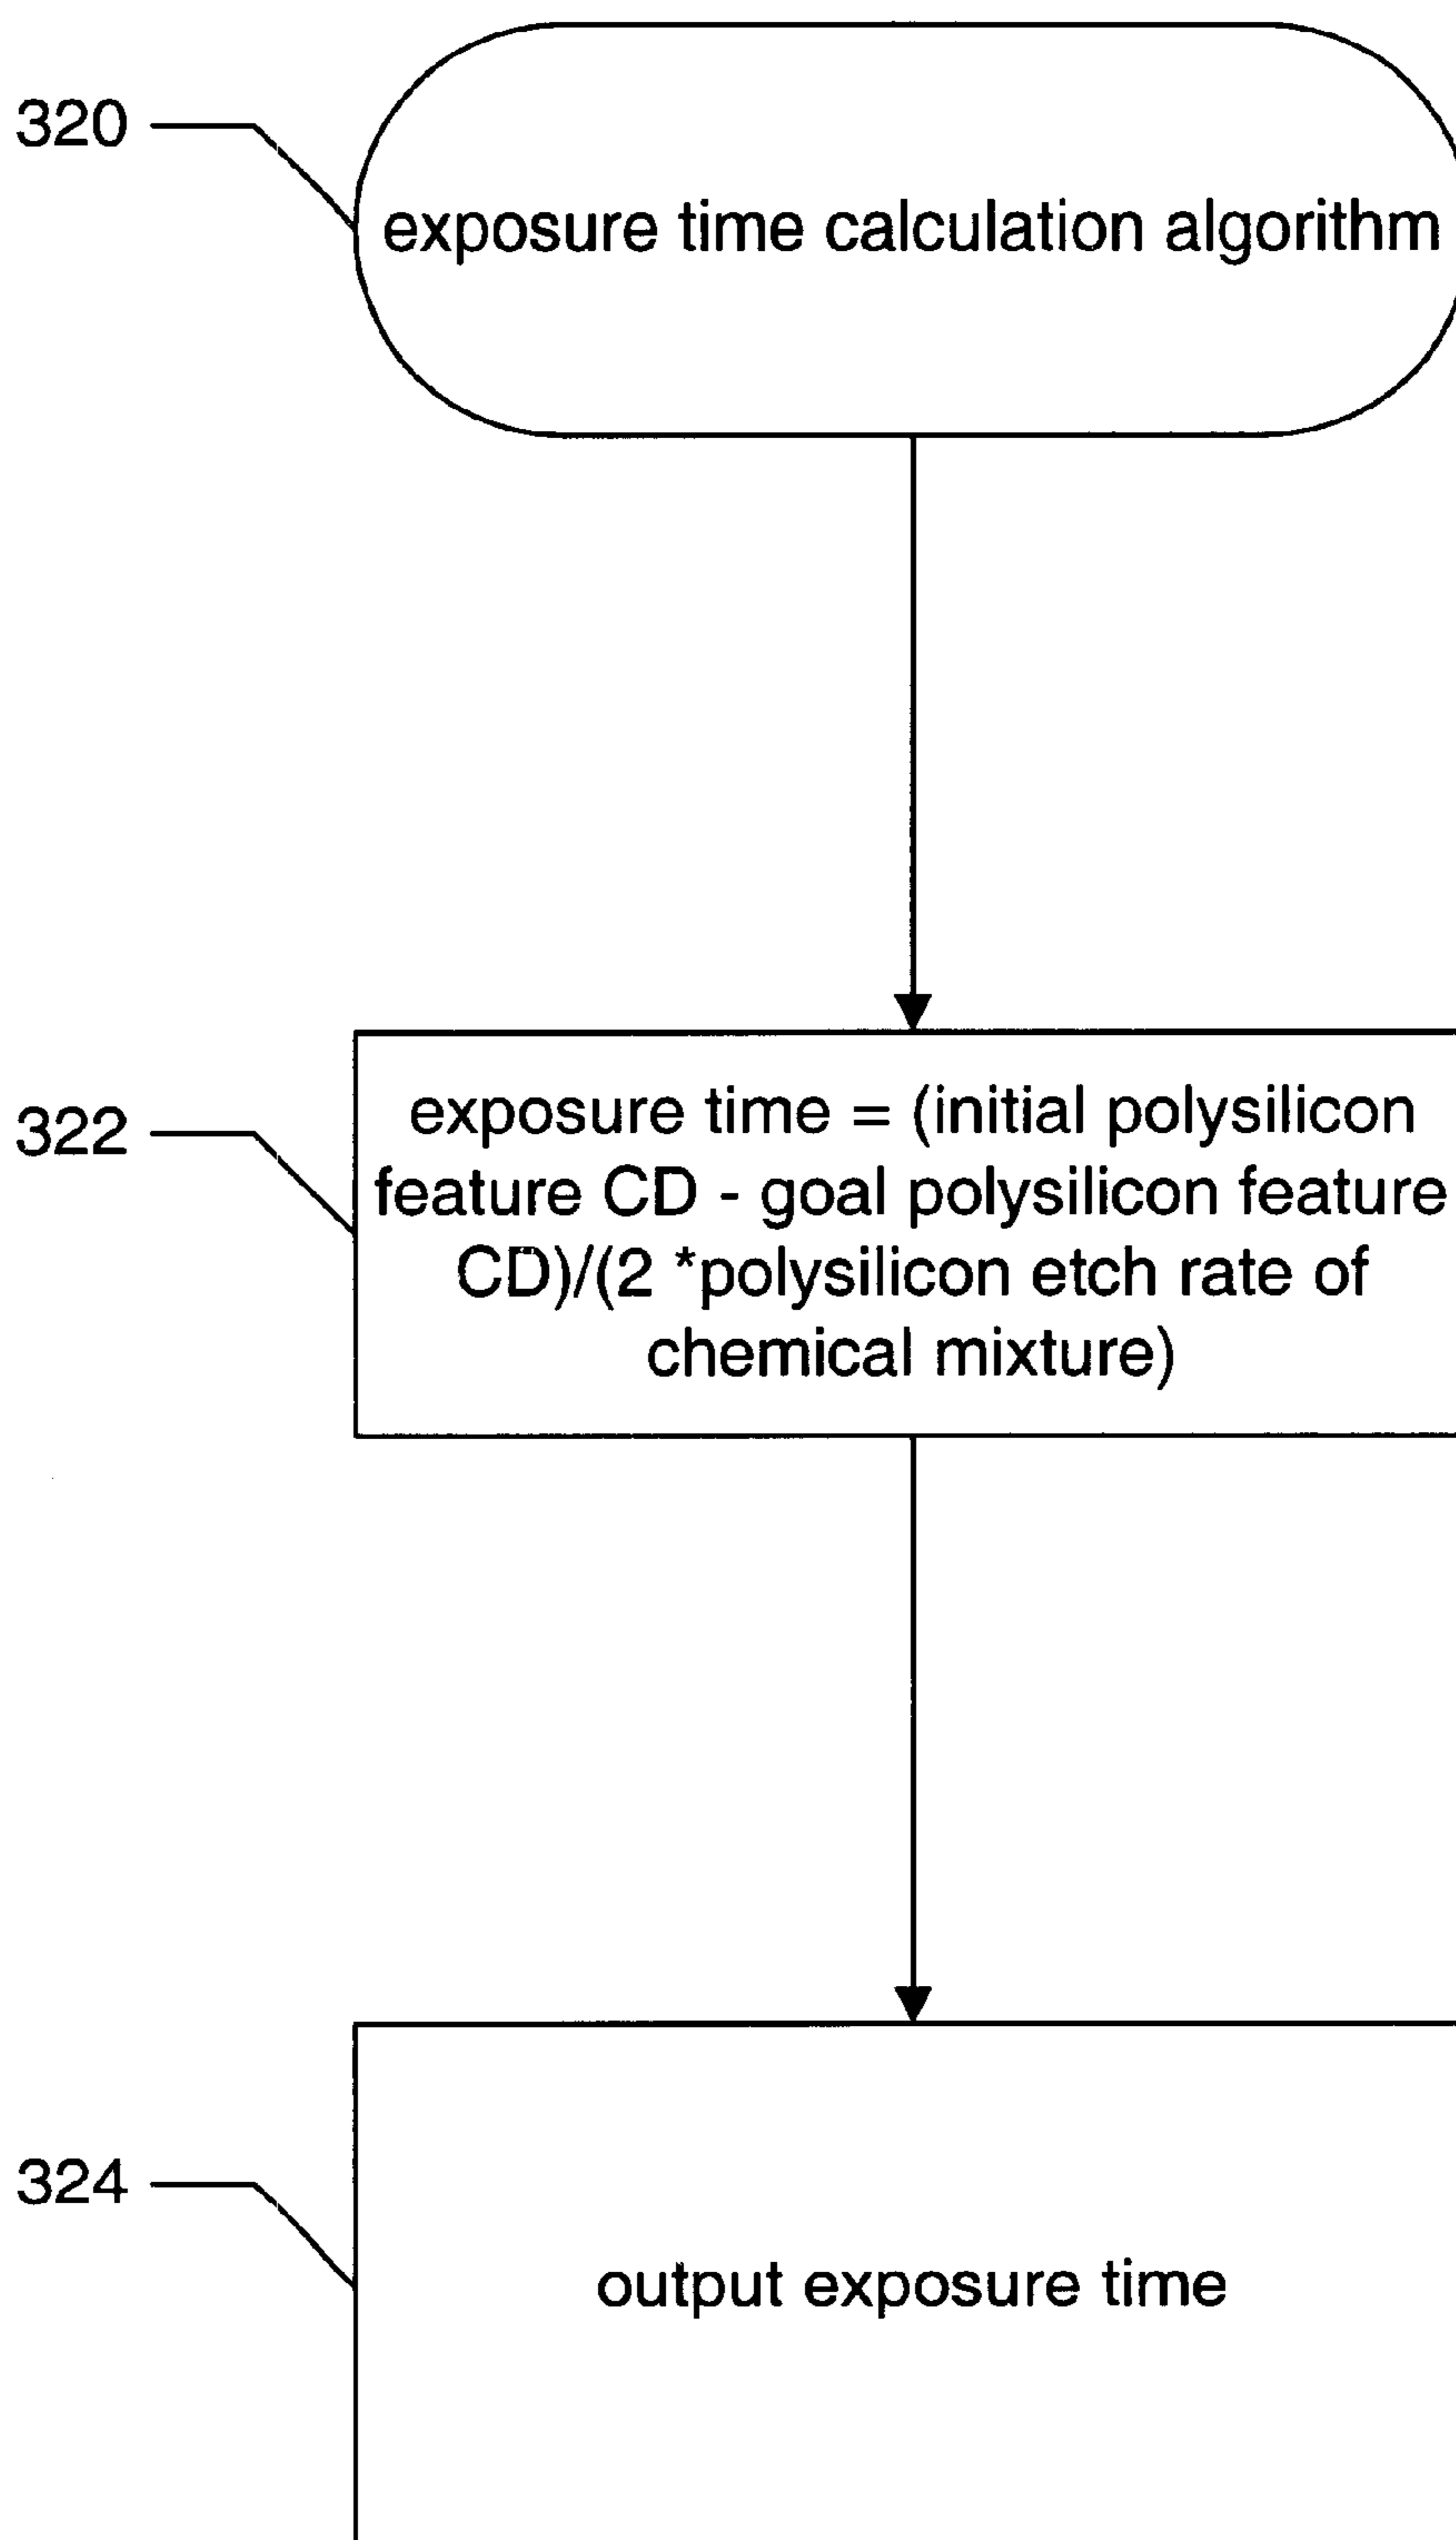 320
exposure time calculation algorithm
322
exposure time = (initial polysilicon
feature CD - goal polysilicon feature
CD)/(2 *polysilicon etch rate of
chemical mixture)
324
output exposure time